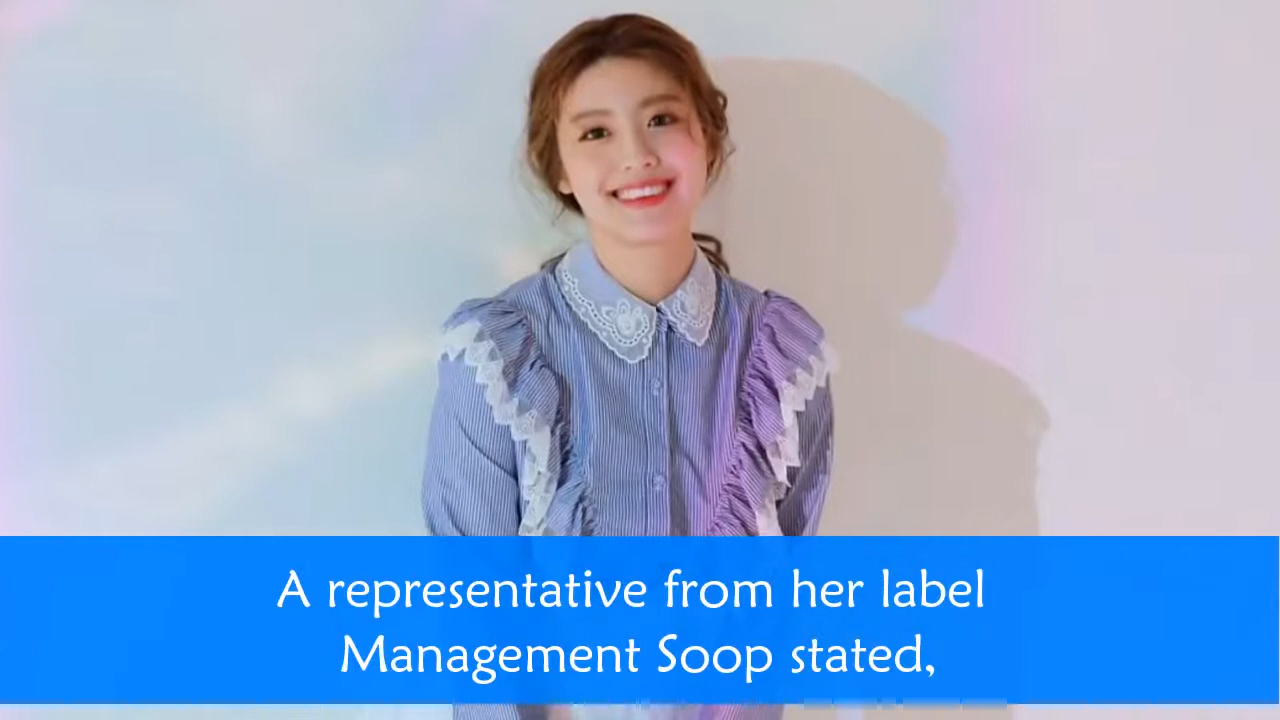 A representative from her label
Management Soop stated,